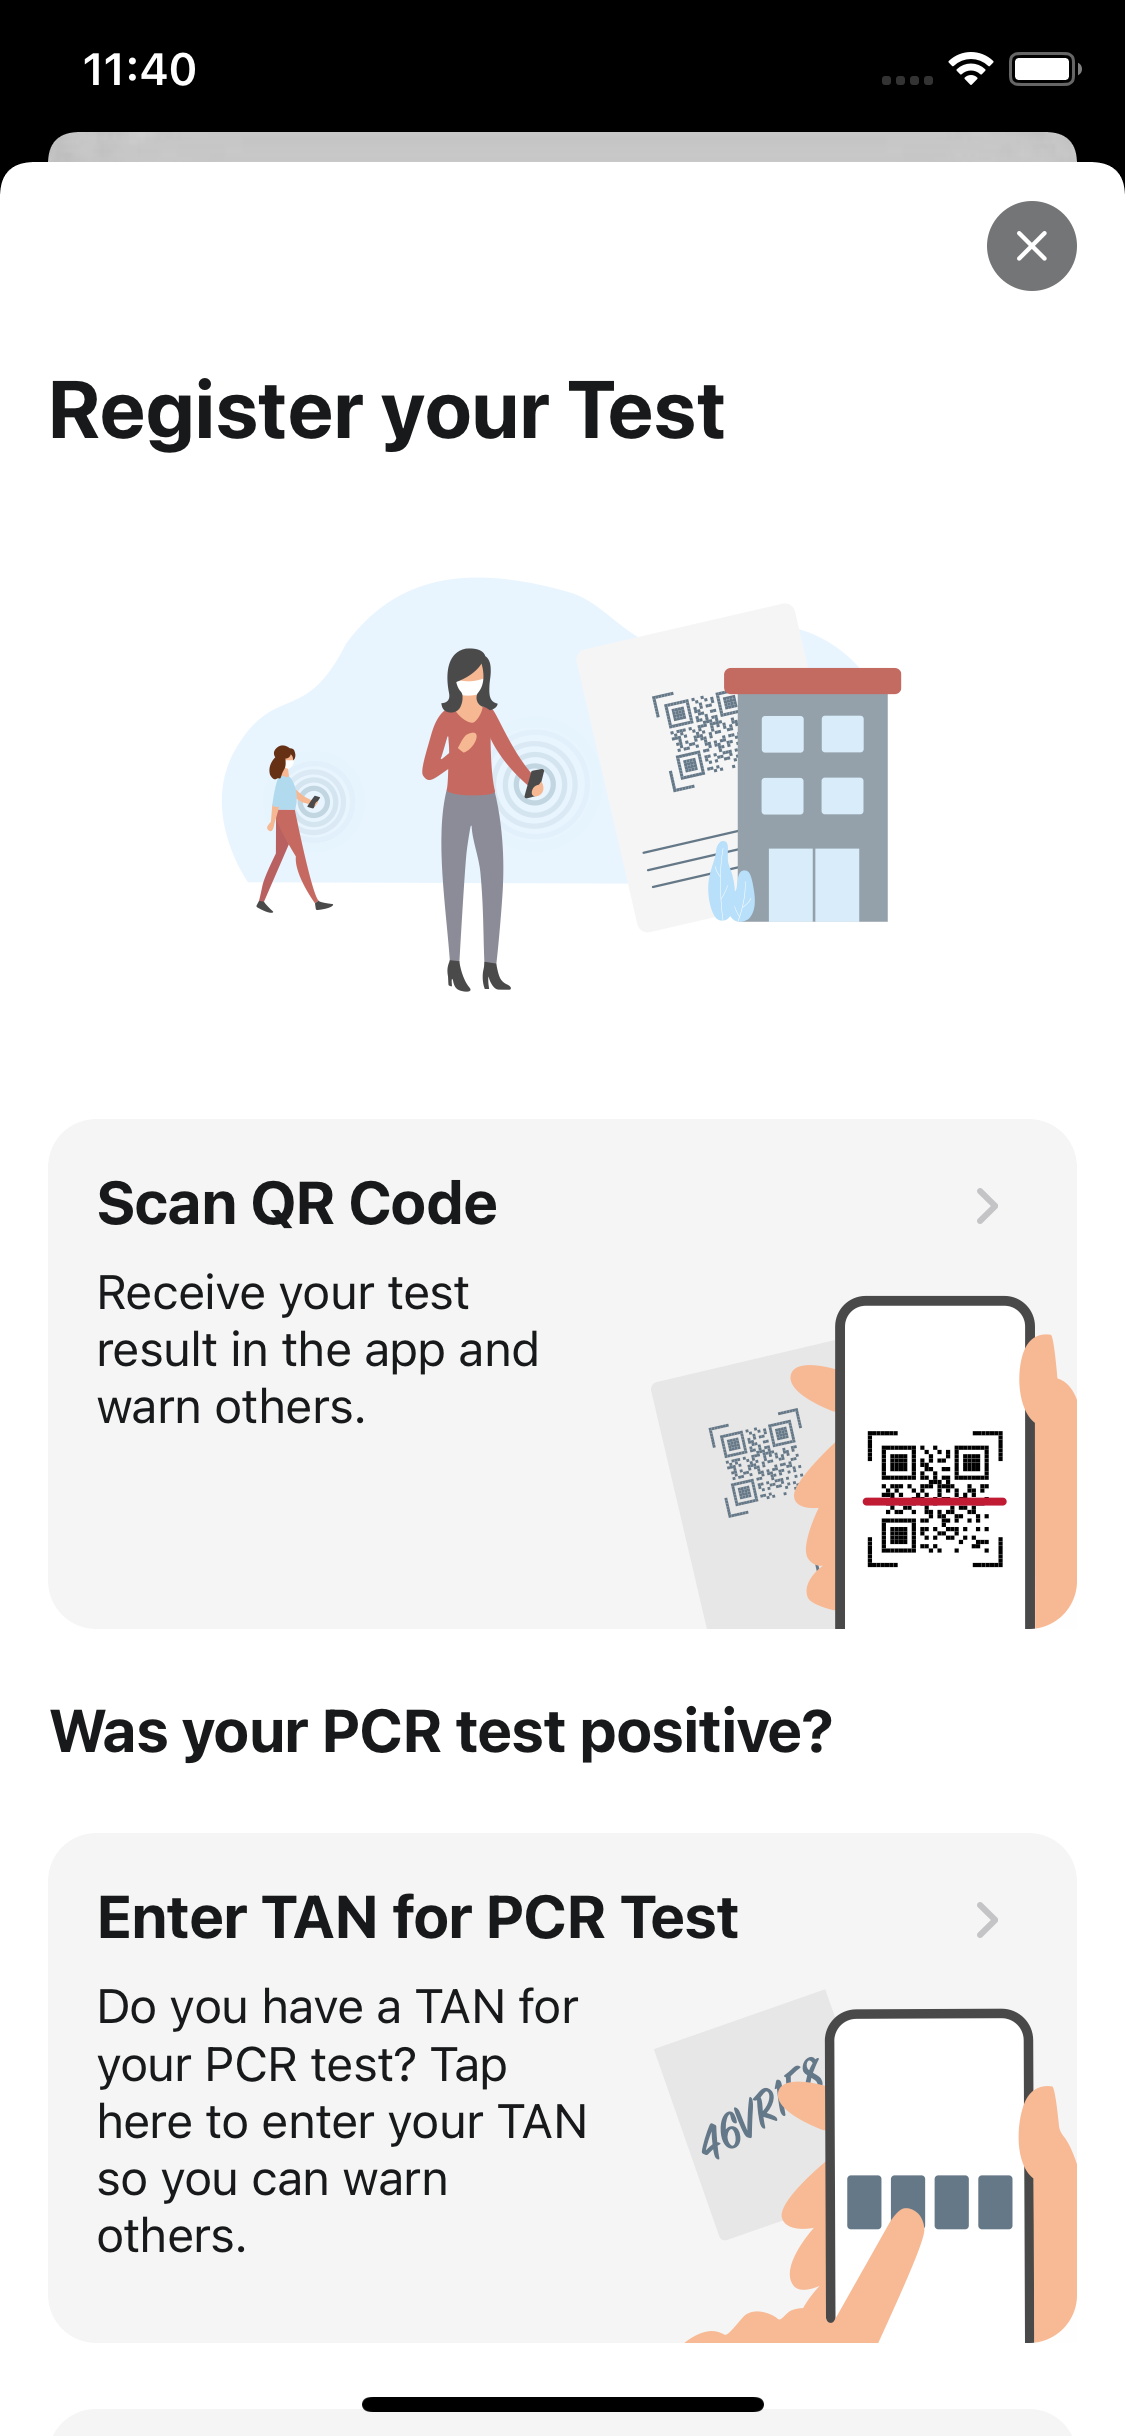 11:40
Register your Test
Scan QR Code
Receive your test
result in the app and
warn others.
Was your PCR test positive?
Enter TAN for PCR Test
Do you have a TAN for
your PCR test? Tap
here to enter your TAN
so you can warn
others.